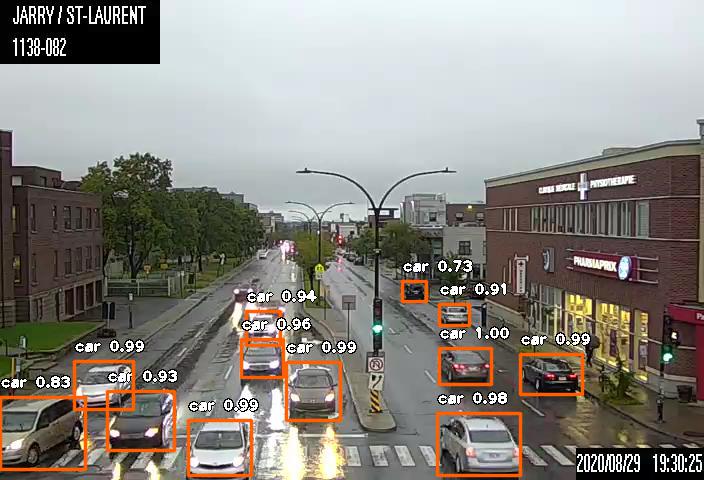 JARRY / ST-LAURENT
1138-082
CLINIQUE MEDICALE PHYSIOTHERAPIE
PHARMAPRIX
car 0.73
car 0.91
car 0.94
car 0.96
car 1.00
car 0.99
car 0.99
car 0.99
car 0.83
car 0.93
car 0.99
car 0.98
2020/08/29 19:30:25